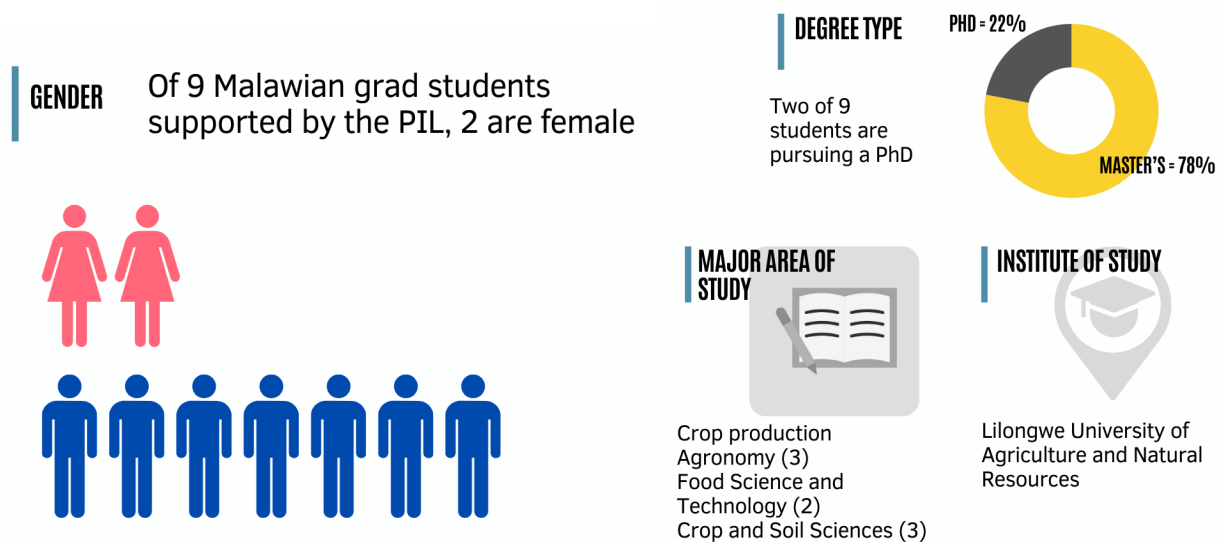 GENDER
Of 9 Malawian grad students
supported by the PIL, 2 are female
DEGREE TYPE
PHD = 22%
Two of 9
students are
pursuing a PhD
MASTER'S = 78%
MAJOR AREA OF
STUDY
Crop production
Agronomy (3)
Food Science and
Technology (2)
Crop and Soil Sciences (3)
INSTITUTE OF STUDY
Lilongwe University of
Agriculture and Natural
Resources